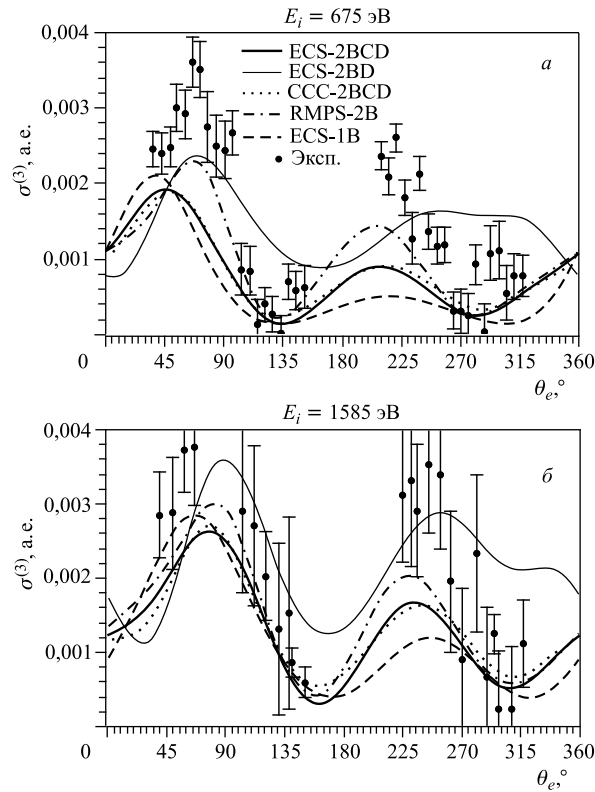 E_i = 675 эВ
0,004
0,003
0,002
0,001
σ^(3), а.е.
ECS-2BCD
ECS-2BD
CCC-2BCD
RMPS-2B
ECS-1B
Эксп.
а
0 45 90 135 180 225 270 315 360
θ_e,°
E_i = 1585 эВ
0,004
0,003
0,002
0,001
σ^(3), а.е.
б
0 45 90 135 180 225 270 315 360
θ_e,°